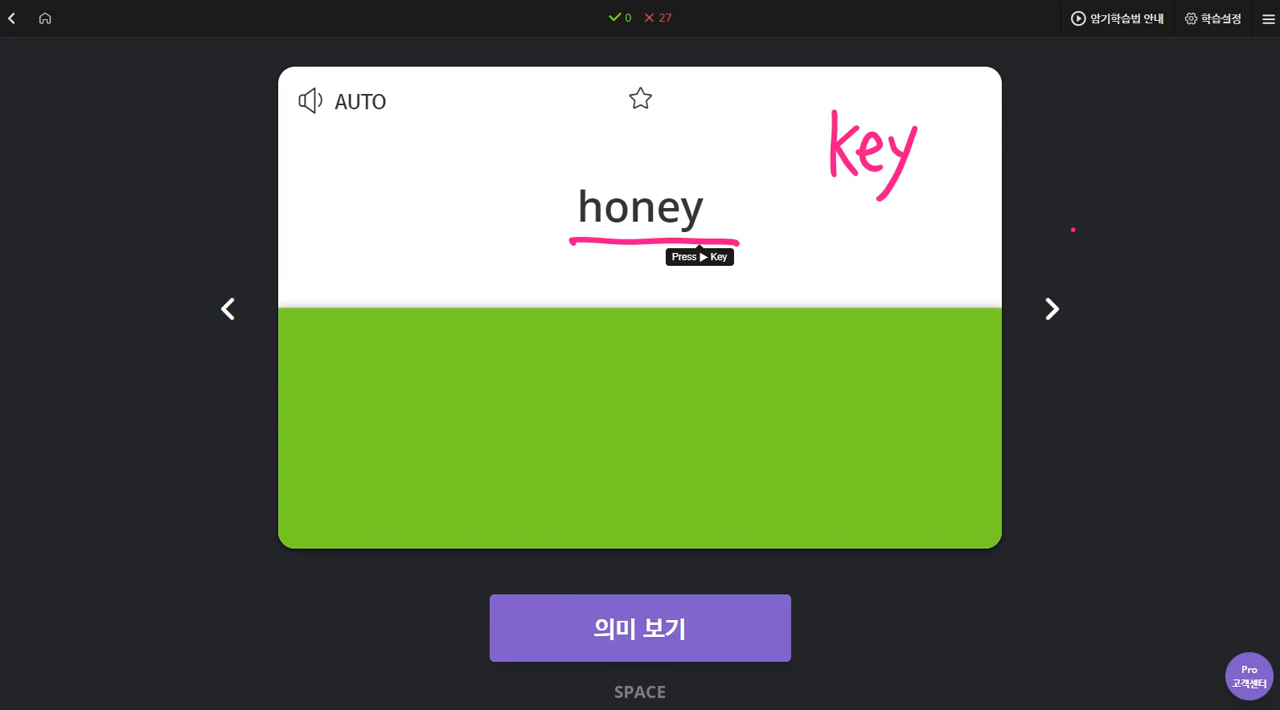 0 27
암기학습법 안내
학습설정
AUTO
key
honey
Press ▶ Key
의미 보기
SPACE
Pro
고객센터